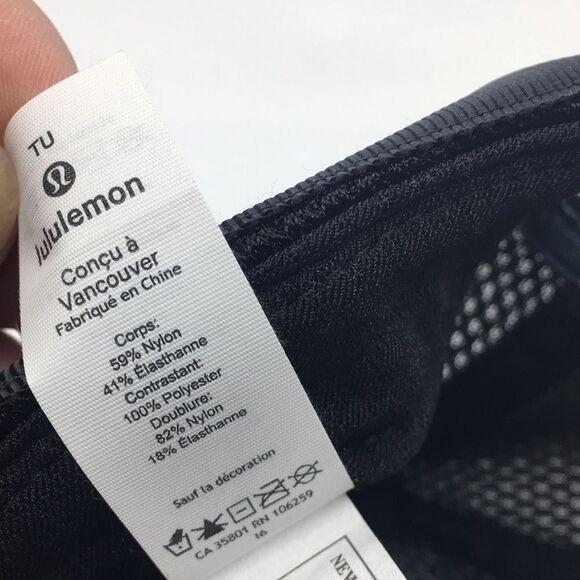 TU
lululemon
Conçu à
Vancouver
Fabriqué en Chine
Corps:
59% Nylon
41% Élasthanne
Contrastant:
100% Polyester
Doublure:
82% Nylon
18% Élasthanne
Sauf la décoration
CA 35801 RN 106259
16
NEW